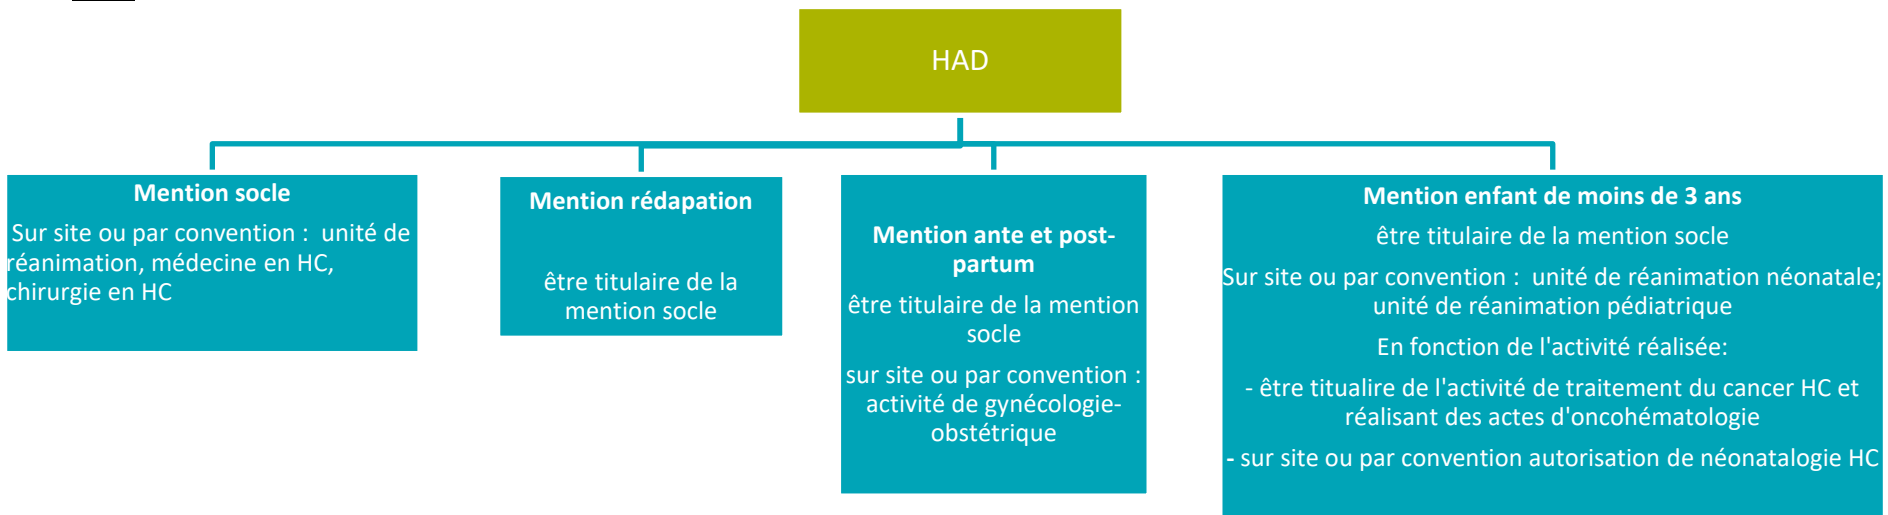 HAD
Mention socle
Sur site ou par convention :  unité de
réanimation, médecine en HC,
chirurgie en HC
Mention rédapation
être titulaire de la
mention socle
Mention ante et post-
partum
être titulaire de la mention
socle
sur site ou par convention :
activité de gynécologie-
obstétrique
Mention enfant de moins de 3 ans
être titulaire de la mention socle
Sur site ou par convention :  unité de réanimation néonatale;
unité de réanimation pédiatrique
En fonction de l'activité réalisée:
- être titualire de l'activité de traitement du cancer HC et
réalisant des actes d'oncohématologie
- sur site ou par convention autorisation de néonatalogie HC